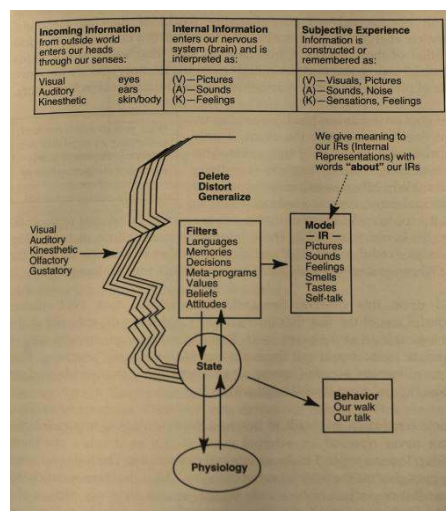 Incoming Information
from outside world
enters our heads
through our senses:
Internal Information
enters our nervous
system (brain) and is
interpreted as:
Subjective Experience
Information is
constructed or
remembered as:
Visual eyes
Auditory ears
Kinesthetic skin/body
(V)—Pictures
(A)—Sounds
(K)—Feelings
(V)—Visuals, Pictures
(A)—Sounds, Noise
(K)—Sensations, Feelings
We give meaning to
our IRs (Internal
Representations) with
words "about" our IRs
Delete
Distort
Generalize
Visual
Auditory
Kinesthetic
Olfactory
Gustatory
Filters
Languages
Memories
Decisions
Meta-programs
Values
Beliefs
Attitudes
Model
— IR —
Pictures
Sounds
Feelings
Smells
Tastes
Self-talk
State
Behavior
Our walk
Our talk
Physiology